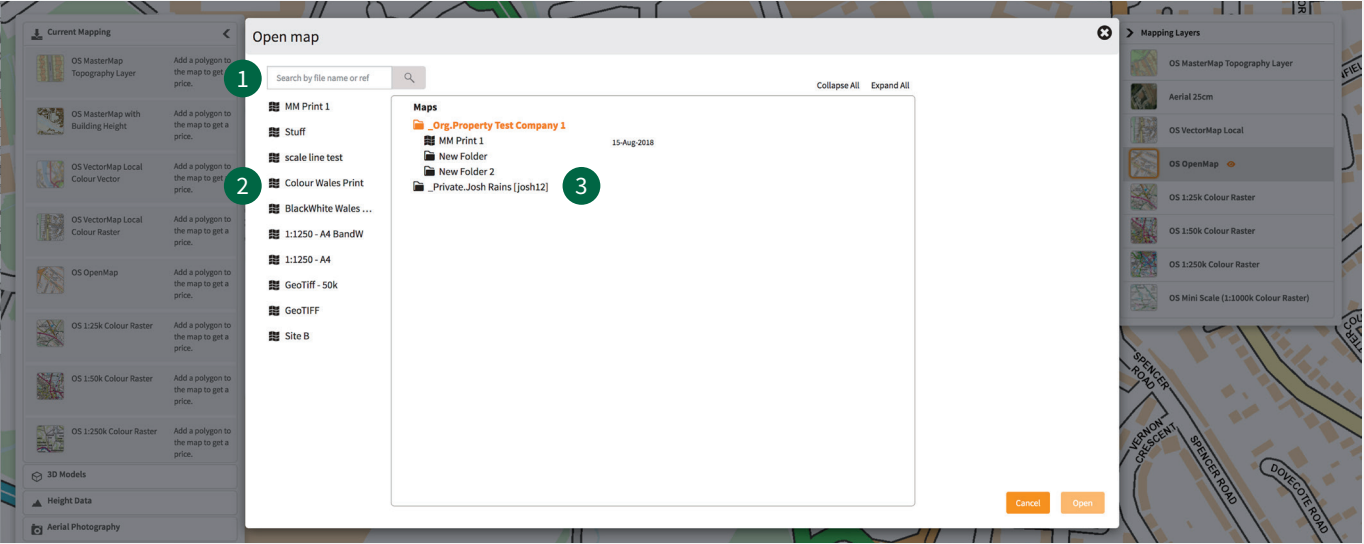 Current Mapping
OS MasterMap
Topography Layer
Add a polygon to
the map to get a
price.
OS MasterMap with
Building Height
Add a polygon to
the map to get a
price.
OS VectorMap Local
Colour Vector
Add a polygon to
the map to get a
price.
OS VectorMap Local
Colour Raster
Add a polygon to
the map to get a
price.
OS OpenMap
Add a polygon to
the map to get a
price.
OS 1:25k Colour Raster
Add a polygon to
the map to get a
price.
OS 1:50k Colour Raster
Add a polygon to
the map to get a
price.
OS 1:250k Colour Raster
Add a polygon to
the map to get a
price.
3D Models
Height Data
Aerial Photography
Open map
1
Search by file name or ref
Collapse All Expand All
MM Print 1
Stuff
scale line test
2
Colour Wales Print
BlackWhite Wales ...
1:1250 - A4 BandW
1:1250 - A4
GeoTiff - 50k
GeoTIFF
Site B
Maps
_Org.Property Test Company 1
MM Print 1 15-Aug-2018
New Folder
New Folder 2
_Private.Josh Rains [josh12]
3
Cancel Open
Mapping Layers
OS MasterMap Topography Layer
Aerial 25cm
OS VectorMap Local
OS OpenMap
OS 1:25k Colour Raster
OS 1:50k Colour Raster
OS 1:250k Colour Raster
OS Mini Scale (1:1000k Colour Raster)
SPENCER
ROAD
VERNON
CRESCENT
SPENCER ROAD
DOVECOTE
ROAD